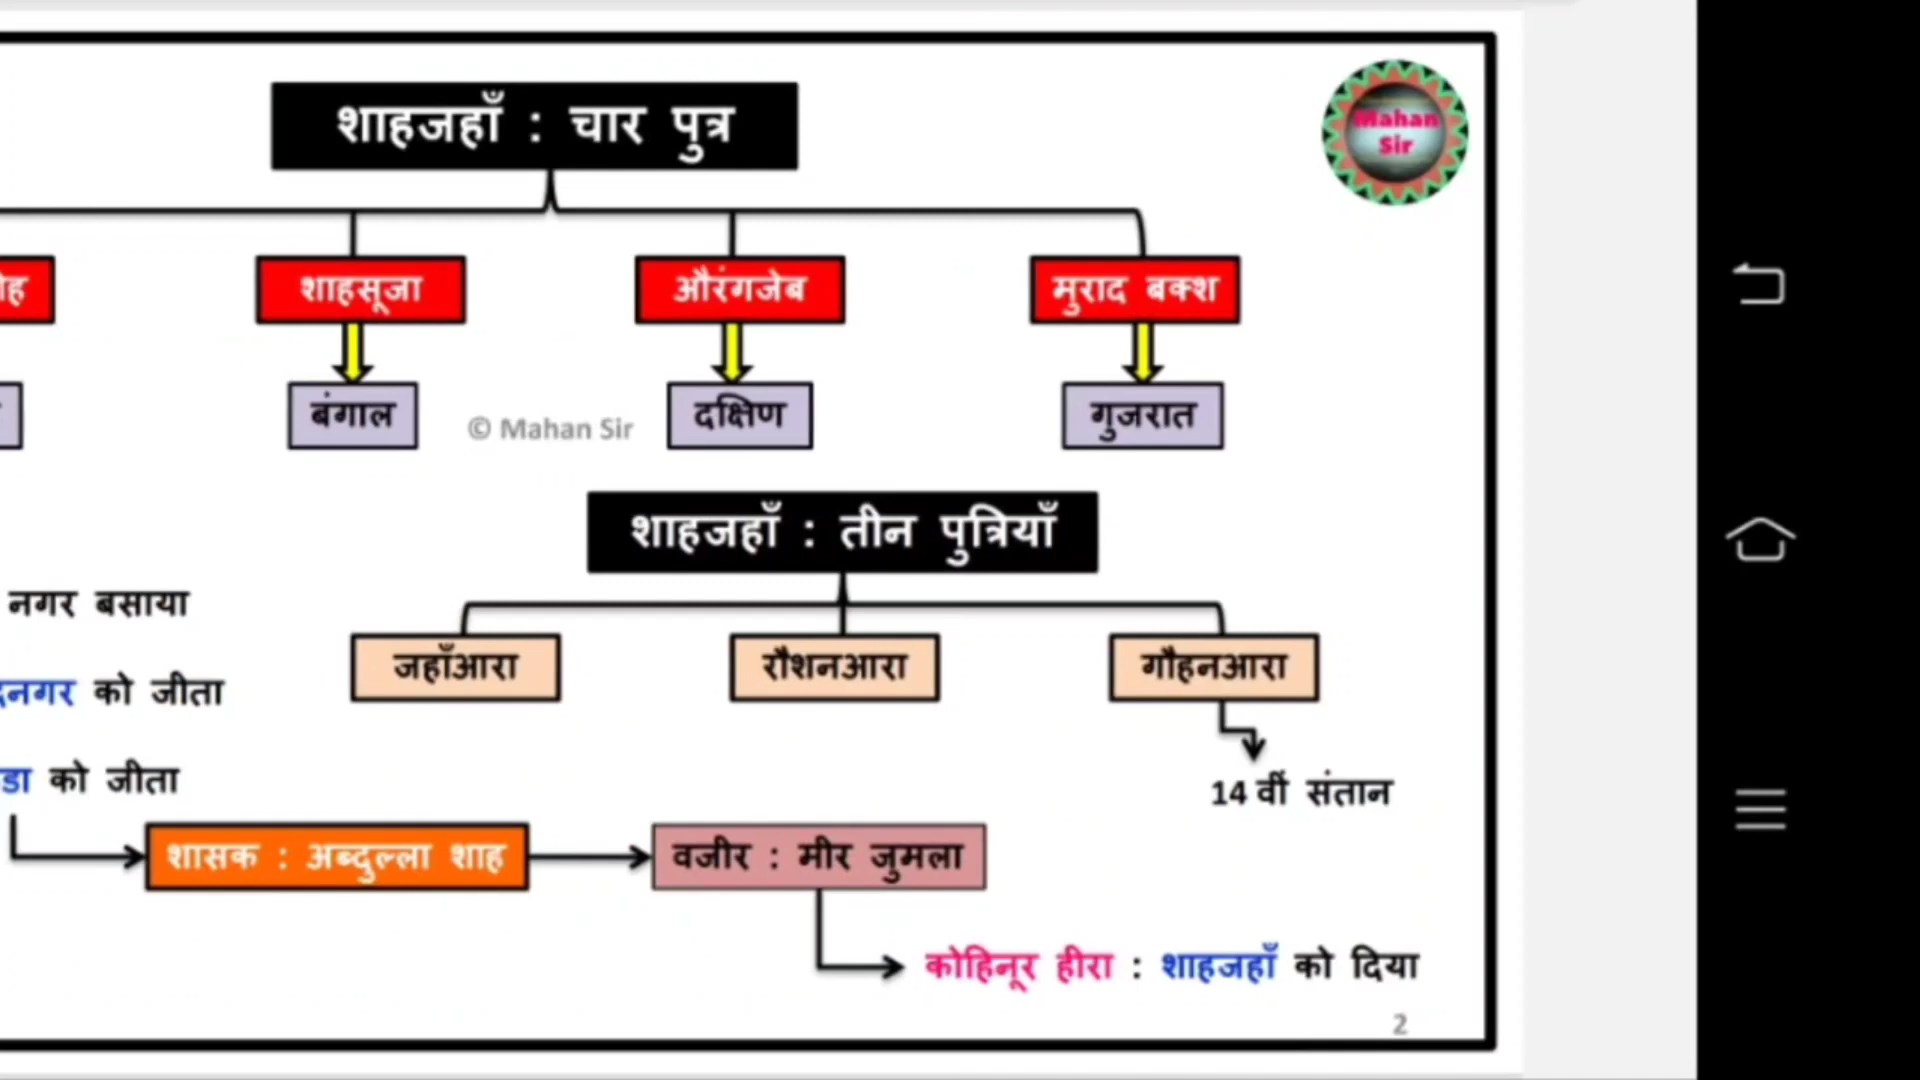 शाहजहाँ : चार पुत्र
Mahan
Sir
शाहसूजा
औरंगजेब
मुराद बक्श
बंगाल
दक्षिण
गुजरात
© Mahan Sir
शाहजहाँ : तीन पुत्रियाँ
नगर बसाया
जहाँआरा
रौशनआरा
गौहनआरा
को जीता
को जीता
14 वीं संतान
शासक : अब्दुल्ला शाह
वजीर : मीर जुमला
कोहिनूर हीरा : शाहजहाँ को दिया
2